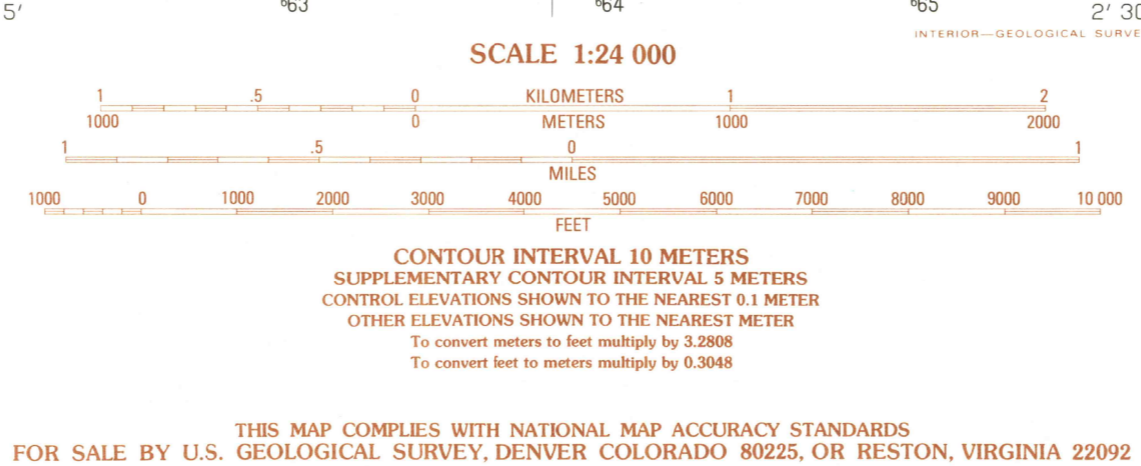 5' ⁶63 ⁶64 ⁶65 2' 30
INTERIOR—GEOLOGICAL SURVE
SCALE 1:24 000
1 .5 0 KILOMETERS 1 2
1000 0 METERS 1000 2000
1 .5 0 1
MILES
1000 0 1000 2000 3000 4000 5000 6000 7000 8000 9000 10 000
FEET
CONTOUR INTERVAL 10 METERS
SUPPLEMENTARY CONTOUR INTERVAL 5 METERS
CONTROL ELEVATIONS SHOWN TO THE NEAREST 0.1 METER
OTHER ELEVATIONS SHOWN TO THE NEAREST METER
To convert meters to feet multiply by 3.2808
To convert feet to meters multiply by 0.3048
THIS MAP COMPLIES WITH NATIONAL MAP ACCURACY STANDARDS
FOR SALE BY U.S. GEOLOGICAL SURVEY, DENVER COLORADO 80225, OR RESTON, VIRGINIA 22092